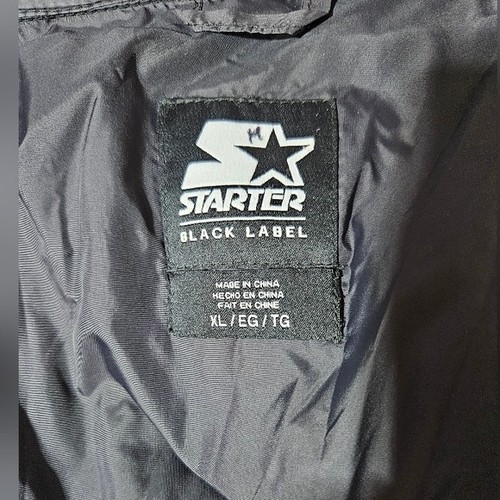 M
STARTER
BLACK LABEL
MADE IN CHINA
HECHO EN CHINA
FAIT EN CHINE
XL / EG / TG